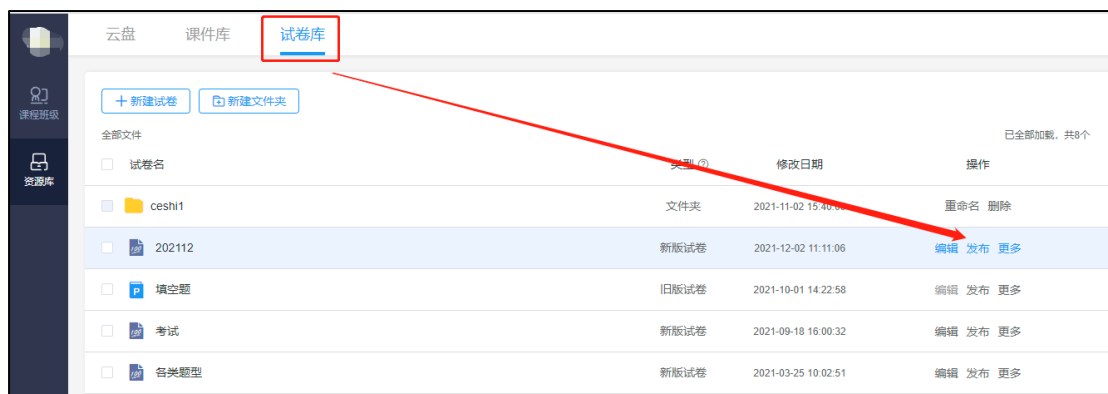 云盘 课件库 试卷库
课程班级
资源库
+ 新建试卷 新建文件夹
全部文件 已全部加载，共8个
试卷名 类型 修改日期 操作
ceshi1 文件夹 2021-11-02 15:40 重命名 删除
202112 新版试卷 2021-12-02 11:11:06 编辑 发布 更多
填空题 旧版试卷 2021-10-01 14:22:58 编辑 发布 更多
考试 新版试卷 2021-09-18 16:00:32 编辑 发布 更多
各类题型 新版试卷 2021-03-25 10:02:51 编辑 发布 更多